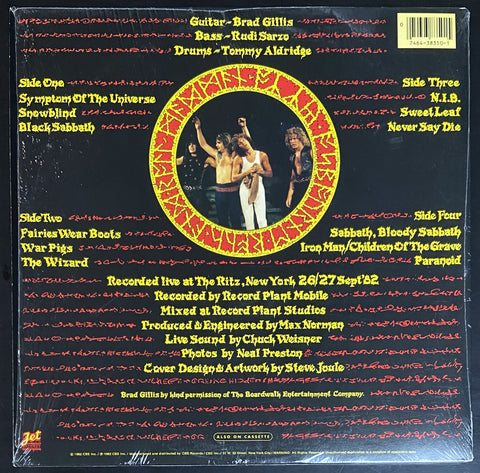 Guitar-Brad Gillis
Bass-Rudi Sarzo
Drums-Tommy Aldridge
0
7464-38350-1
Side One
Symptom Of The Universe
Snowblind
Black Sabbath
Side Three
N.I.B.
Sweet Leaf
Never Say Die
Side Two
Fairies Wear Boots
War Pigs
The Wizard
Side Four
Sabbath, Bloody Sabbath
Iron Man/Children Of The Grave
Paranoid
Recorded live at The Ritz, New York 26/27 Sept'82
Recorded by Record Plant Mobile
Mixed at Record Plant Studios
Produced & Engineered by Max Norman
Live Sound by Chuck Weisner
Photos by Neal Preston
Cover Design & Artwork by Steve Joule
Brad Gillis by kind permission of The Boardwalk Entertainment Company.
Jet
ALSO ON CASSETTE